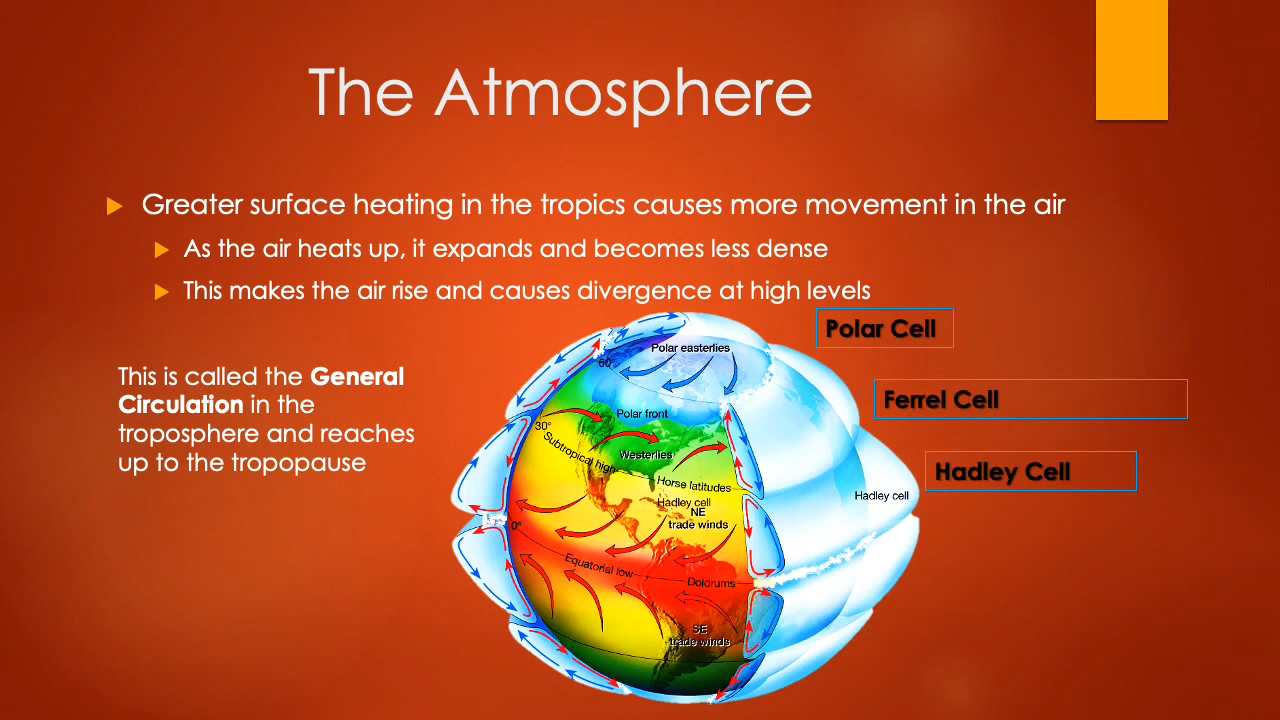 The Atmosphere
Greater surface heating in the tropics causes more movement in the air
As the air heats up, it expands and becomes less dense
This makes the air rise and causes divergence at high levels
This is called the General
Circulation in the
troposphere and reaches
up to the tropopause
Polar Cell
Ferrel Cell
Hadley Cell
Polar easterlies
60°
Polar front
30°
Subtropical high
Westerlies
Horse latitudes
Hadley cell
NE
trade winds
Hadley cell
0°
Equatorial low
Doldrums
SE
trade winds